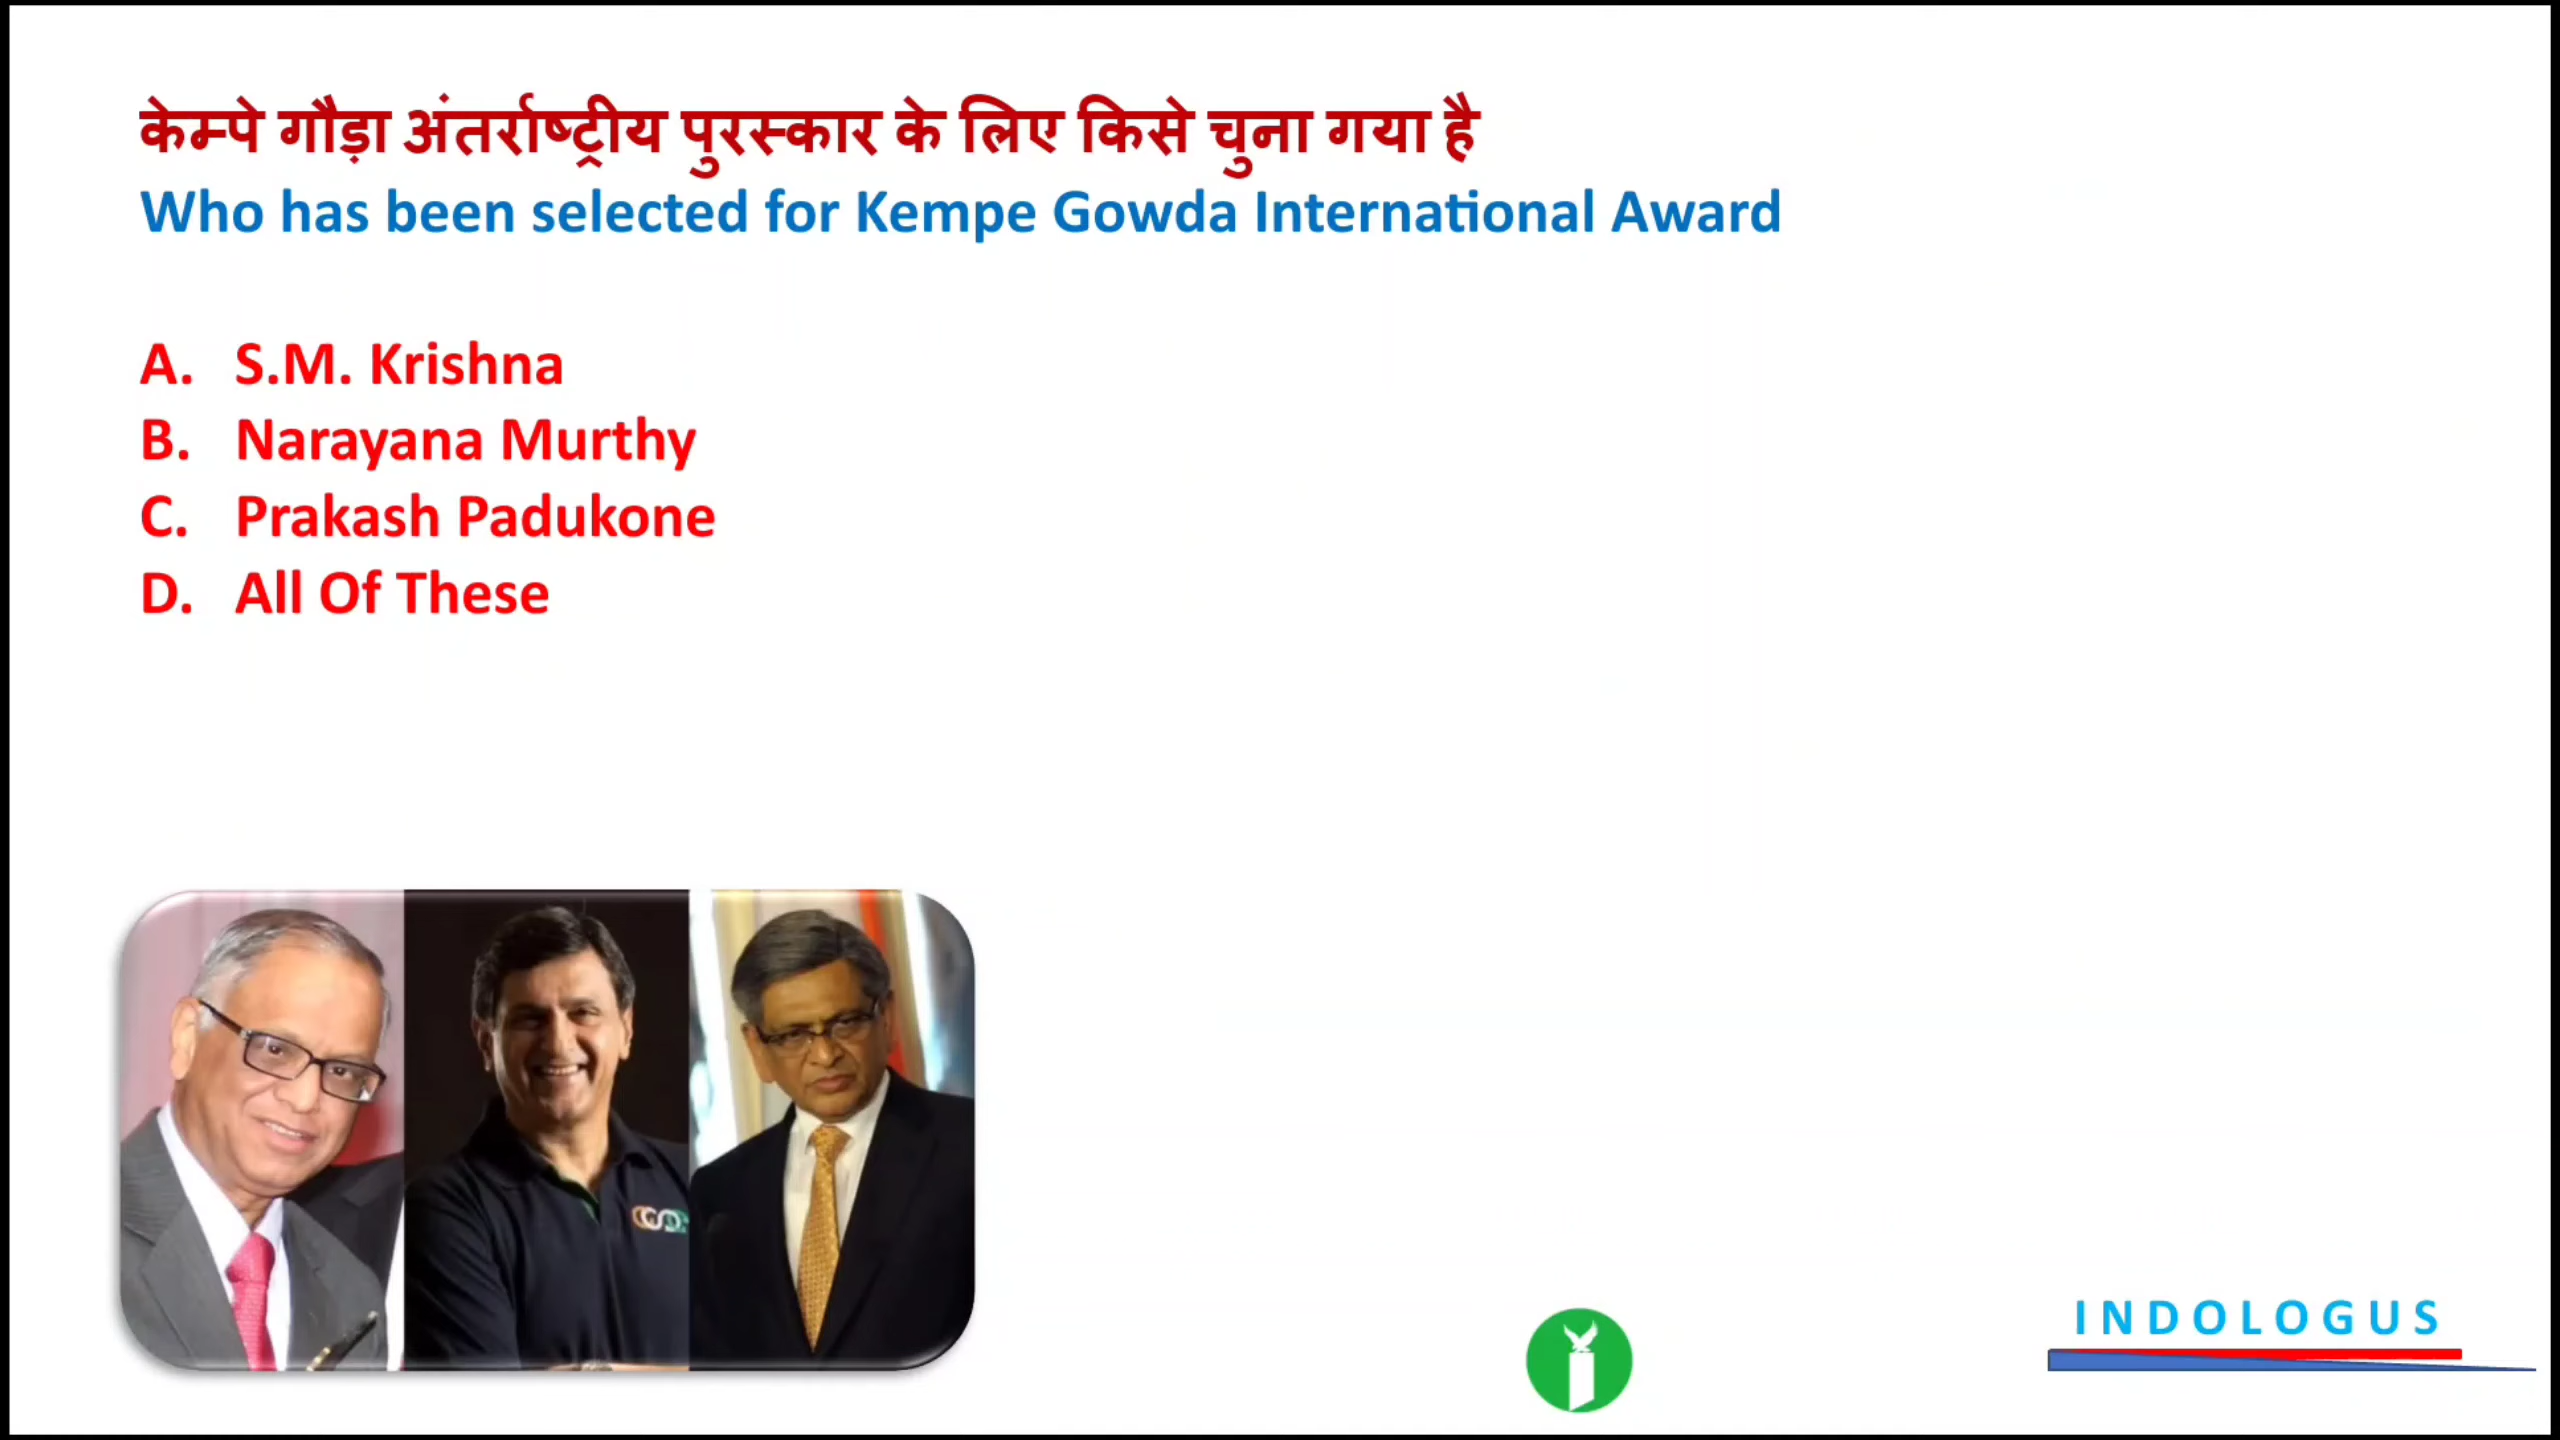 केम्पे गौड़ा अंतर्राष्ट्रीय पुरस्कार के लिए किसे चुना गया है
Who has been selected for Kempe Gowda International Award
A. S.M. Krishna
B. Narayana Murthy
C. Prakash Padukone
D. All Of These
INDOLOGUS